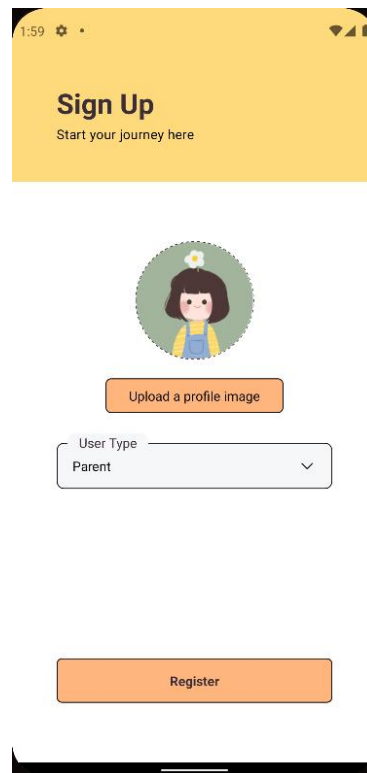 1:59
Sign Up
Start your journey here
Upload a profile image
User Type
Parent
Register